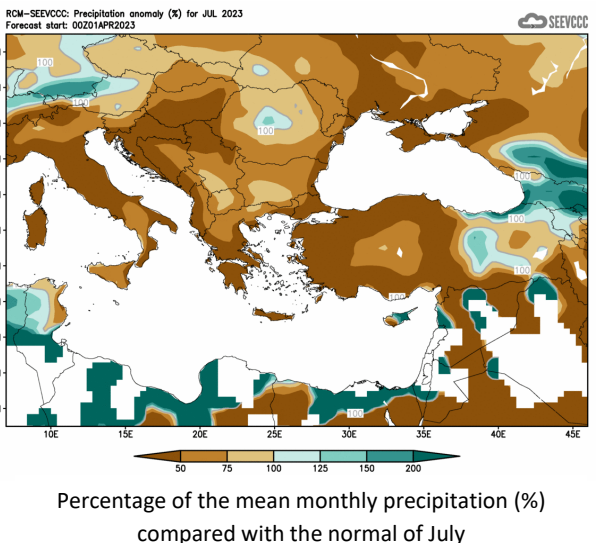 RCM-SEEVCCC: Precipitation anomaly (%) for JUL 2023
Forecast start: 00Z01APR2023
SEEVCCC
100
100
100
100
100
100
100
100
10E 15E 20E 25E 30E 35E 40E 45E
50 75 100 125 150 200
Percentage of the mean monthly precipitation (%)
compared with the normal of July